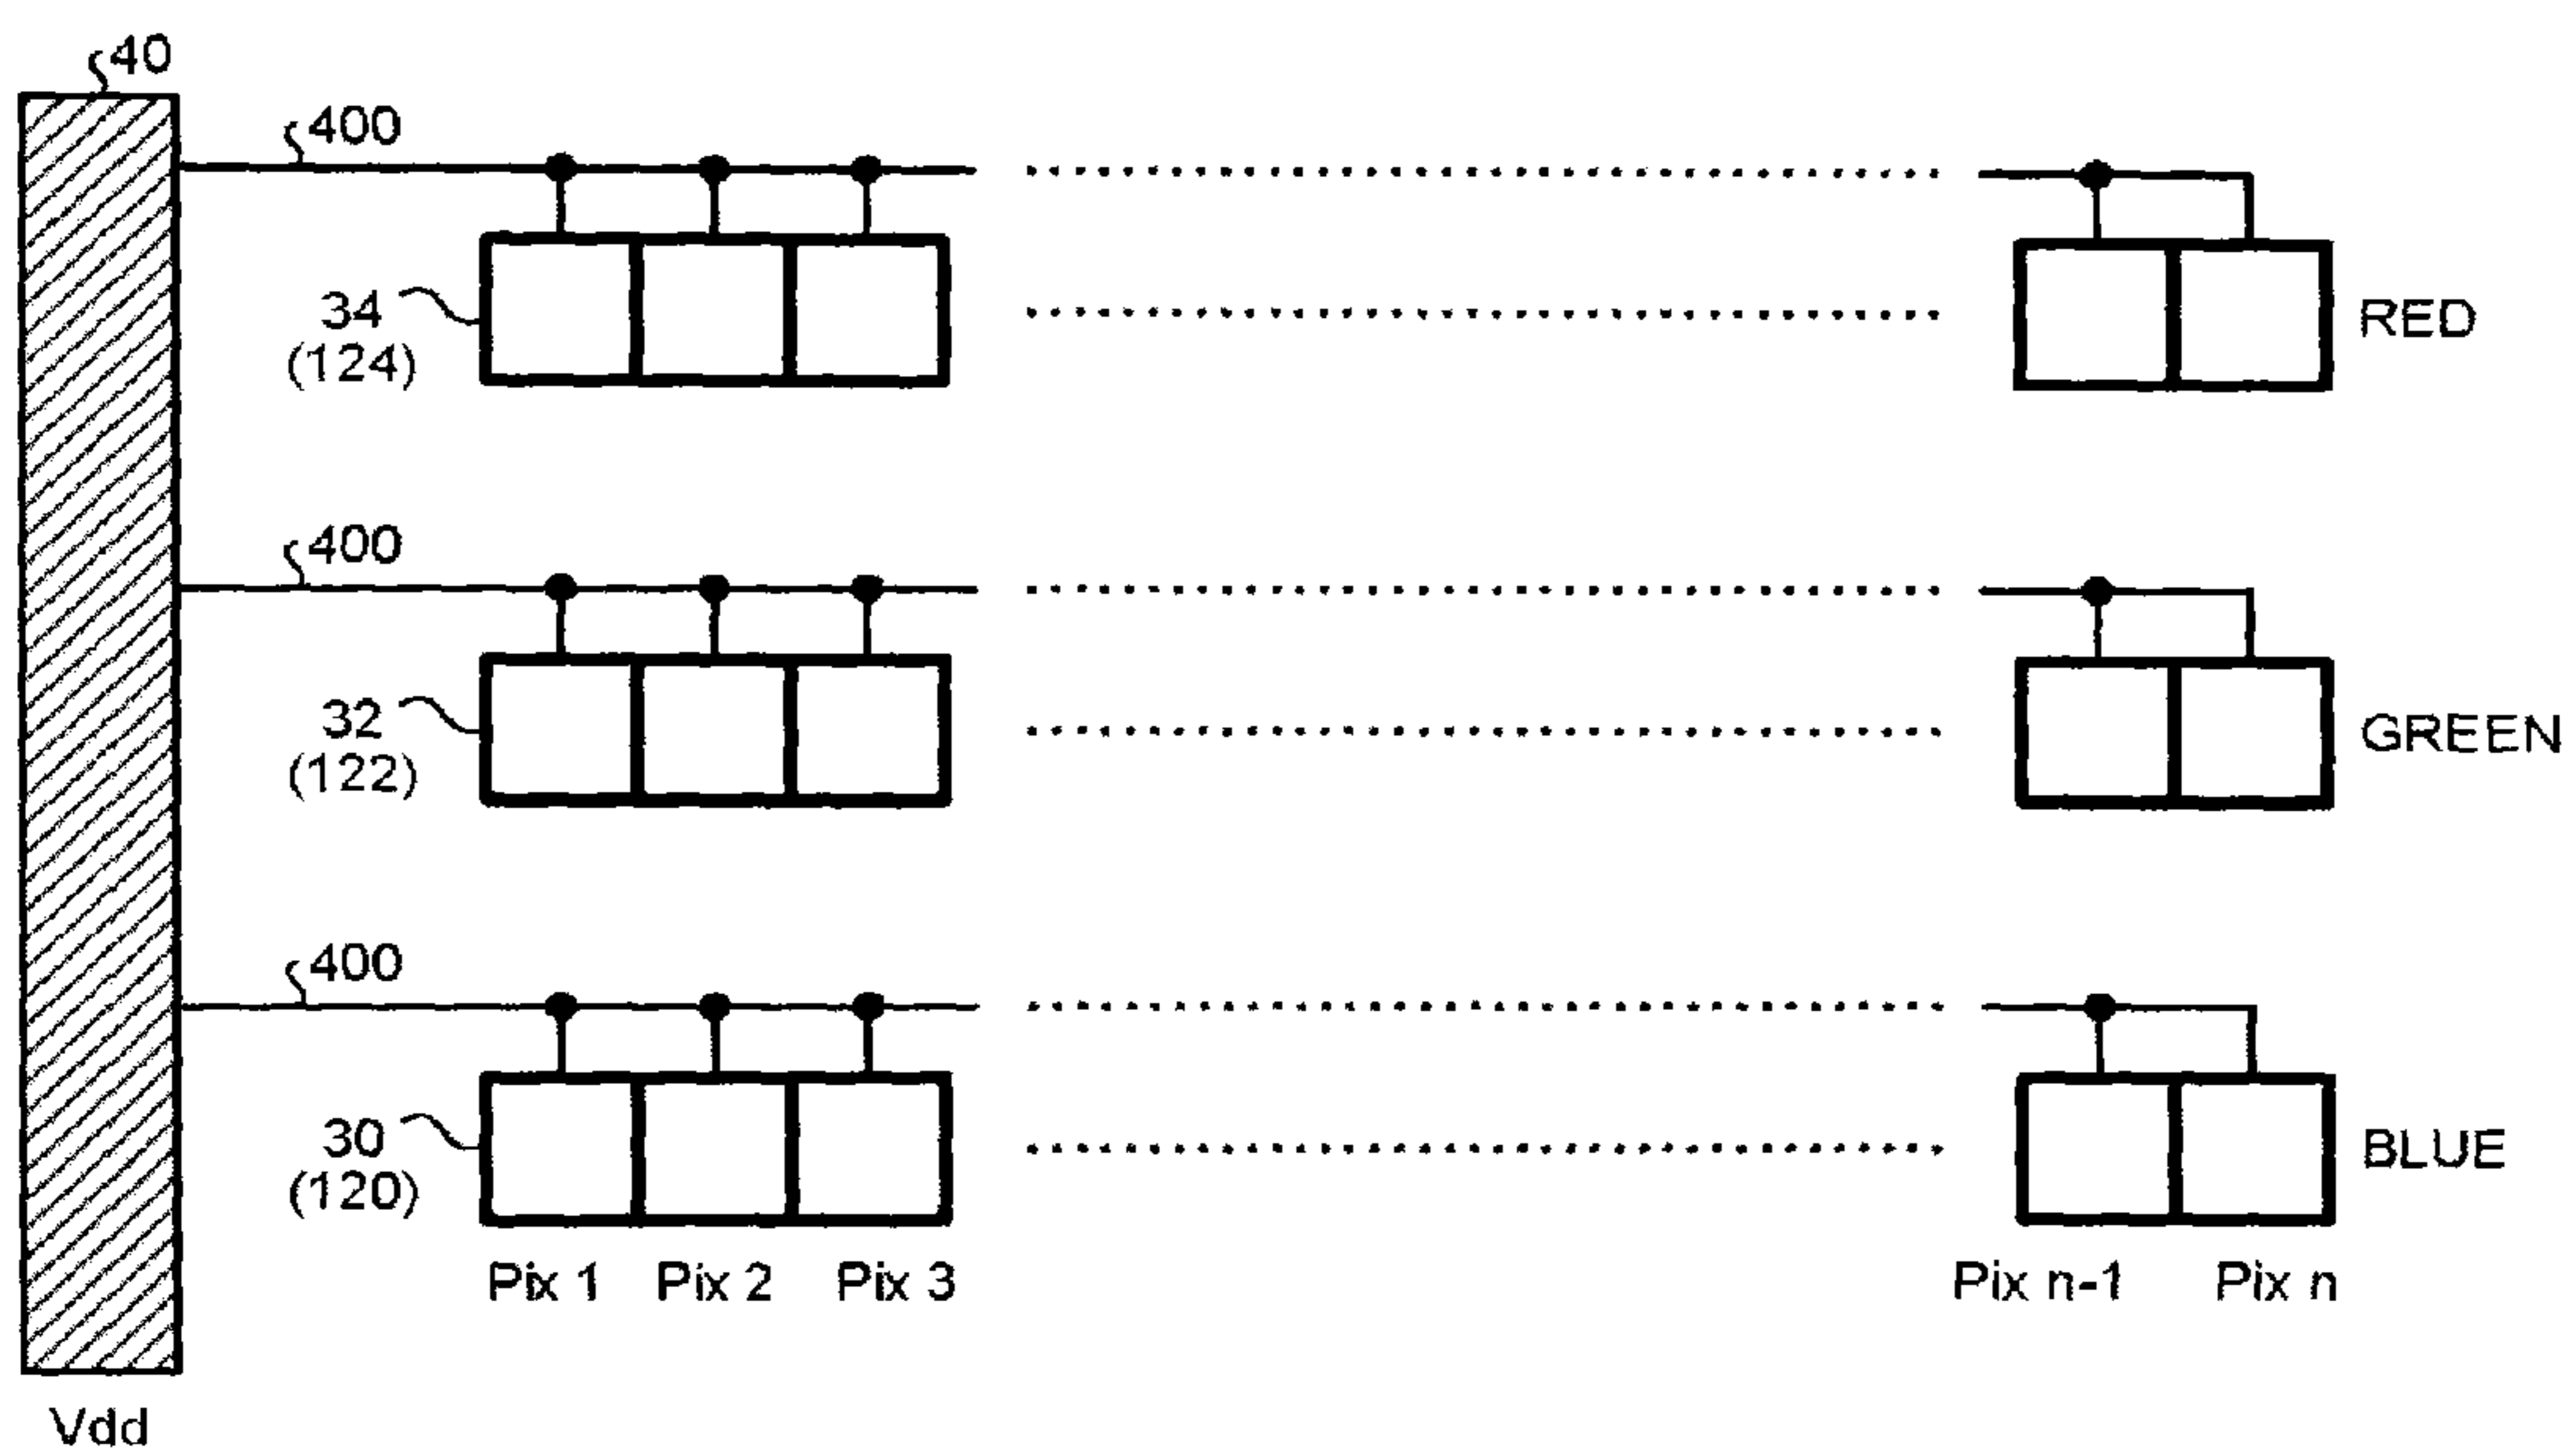 40
400
34
(124)
RED
400
32
(122)
GREEN
400
30
(120)
BLUE
Pix 1 Pix 2 Pix 3 Pix n-1 Pix n
Vdd